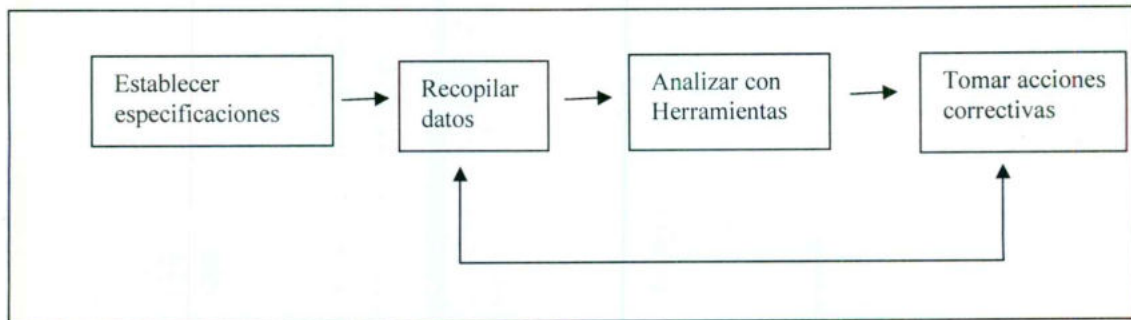 Establecer
especificaciones
Recopilar
datos
Analizar con
Herramientas
Tomar acciones
correctivas